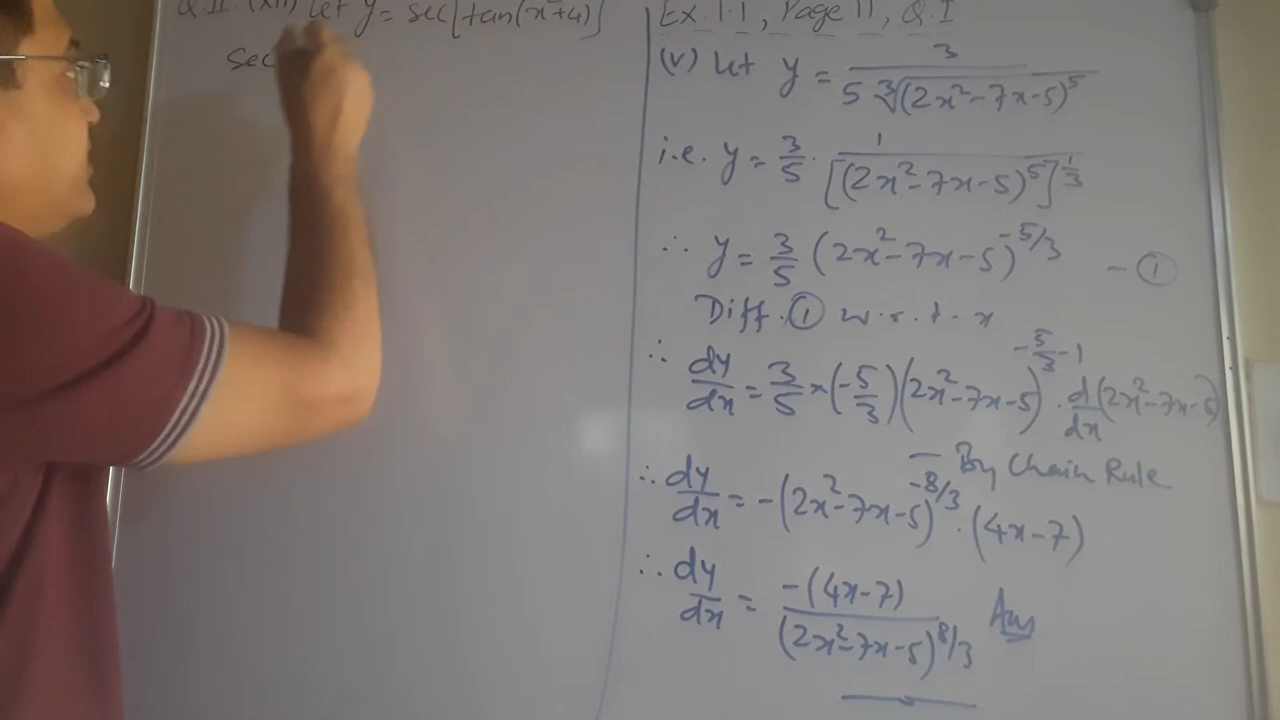 Q.II. (XII) Let y = sec[tan(x⁴+4)]
sec
Ex. 1.1, Page 11, Q.I
(v) Let y = 3 / 5 ∛(2x²-7x-5)⁵
i.e. y = 3/5 · 1 / [(2x²-7x-5)⁵]^1/3
∴ y = 3/5 (2x²-7x-5)^-5/3 - ①
Diff. ① w.r.t. x
∴ dy/dx = 3/5 × (-5/3)(2x²-7x-5)^-5/3-1 · d/dx(2x²-7x-5)
— By Chain Rule
∴ dy/dx = -(2x²-7x-5)^-8/3 · (4x-7)
∴ dy/dx = -(4x-7) / (2x²-7x-5)^8/3 Ans